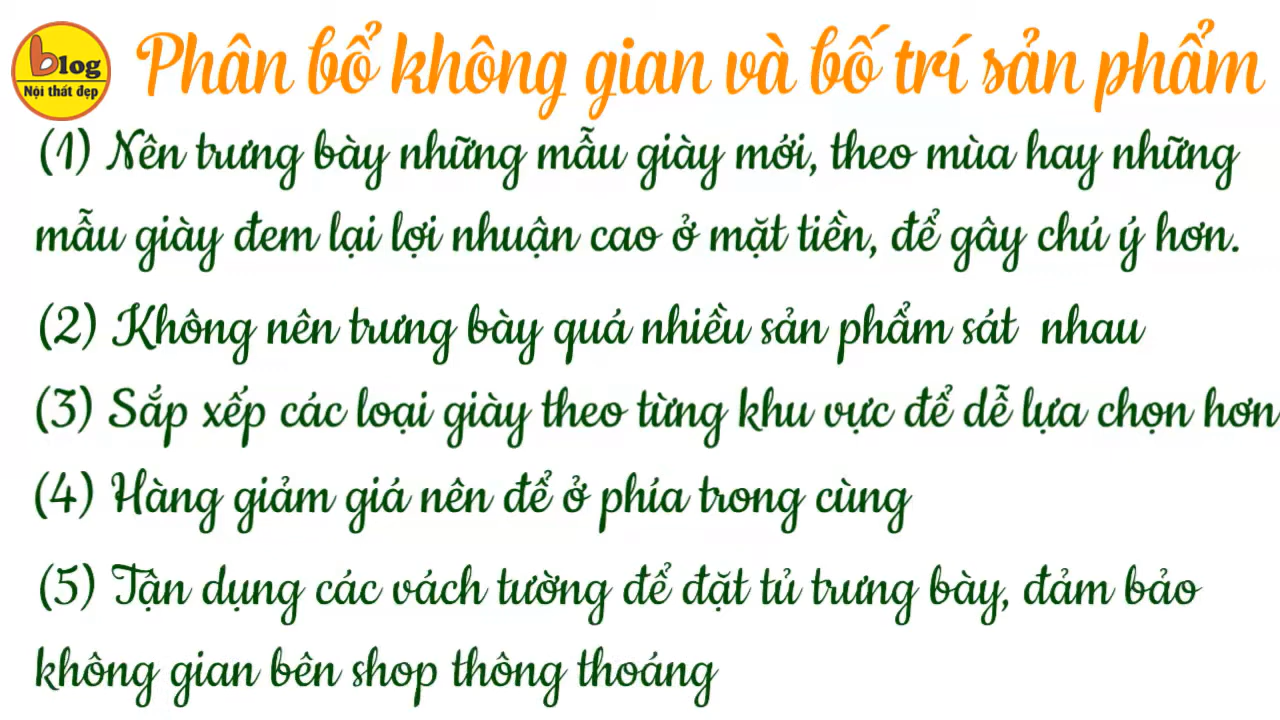 blog
Nội thất đẹp
Phân bổ không gian và bố trí sản phẩm
(1) Nên trưng bày những mẫu giày mới, theo mùa hay những
mẫu giày đem lại lợi nhuận cao ở mặt tiền, để gây chú ý hơn.
(2) Không nên trưng bày quá nhiều sản phẩm sát nhau
(3) Sắp xếp các loại giày theo từng khu vực để dễ lựa chọn hơn
(4) Hàng giảm giá nên để ở phía trong cùng
(5) Tận dụng các vách tường để đặt tủ trưng bày, đảm bảo
không gian bên shop thông thoáng